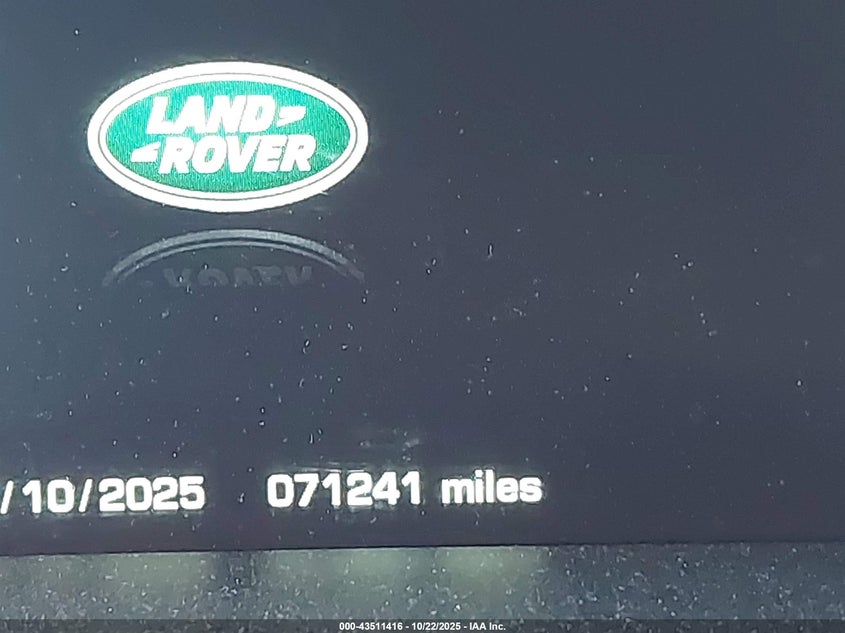 LAND
ROVER
/10/2025 071241 miles
000-43511416 - 10/22/2025 - IAA Inc.